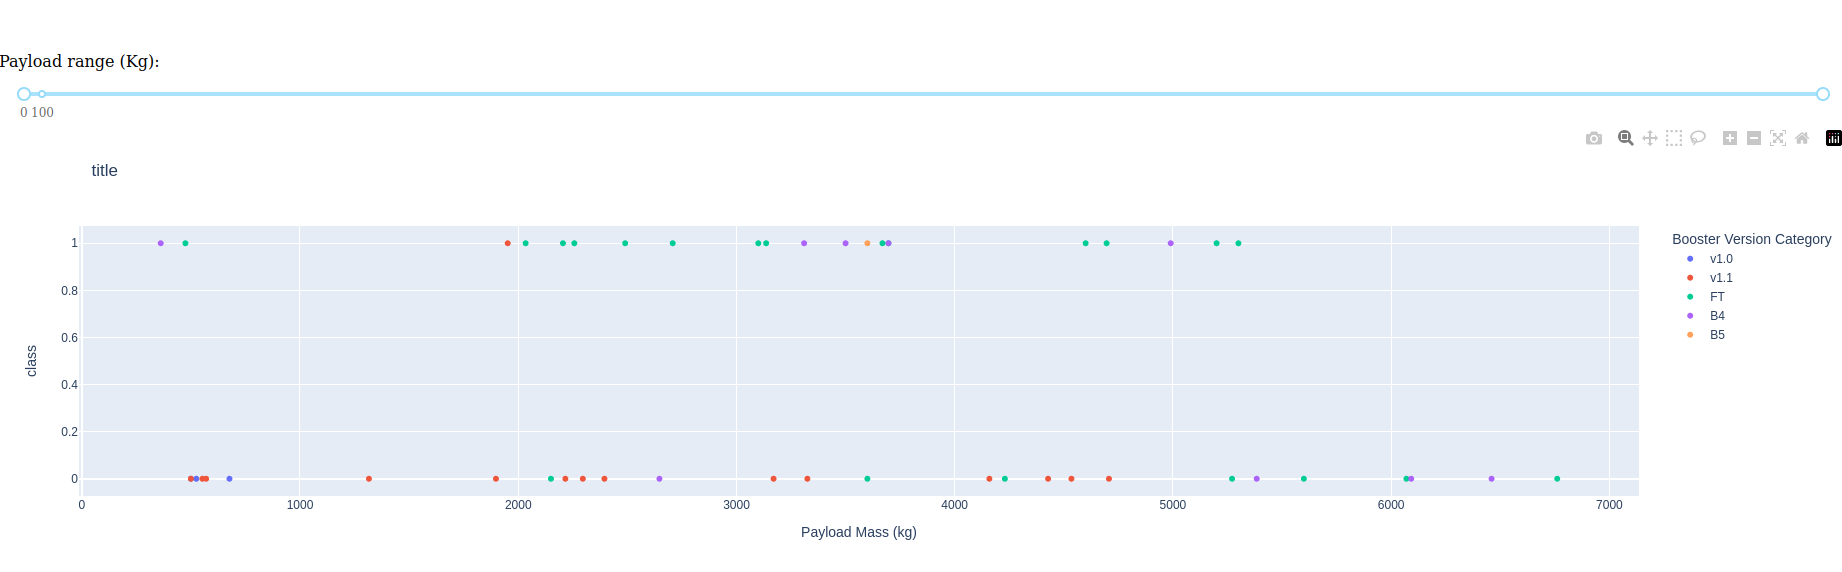 Payload range (Kg):
0 100
title
1
0.8
0.6
0.4
0.2
0
class
0 1000 2000 3000 4000 5000 6000 7000
Payload Mass (kg)
Booster Version Category
v1.0
v1.1
FT
B4
B5